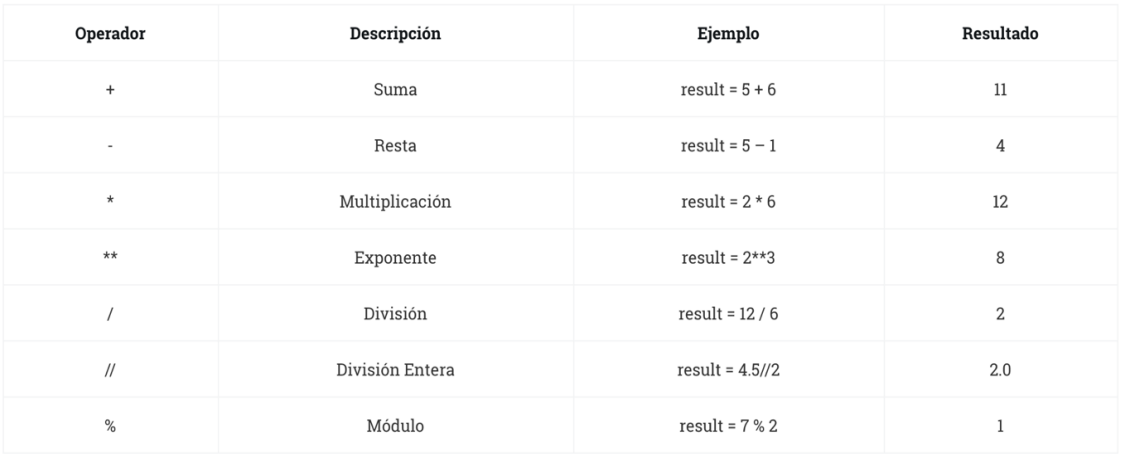 Operador Descripción Ejemplo Resultado
+ Suma result = 5 + 6 11
- Resta result = 5 – 1 4
* Multiplicación result = 2 * 6 12
** Exponente result = 2**3 8
/ División result = 12 / 6 2
// División Entera result = 4.5//2 2.0
% Módulo result = 7 % 2 1